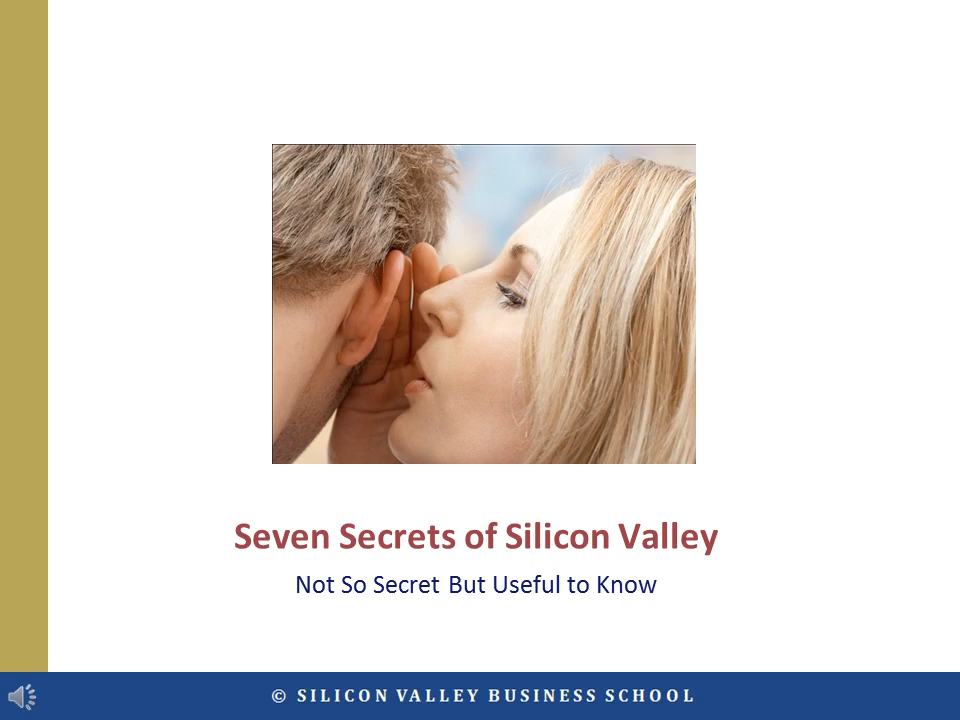 Seven Secrets of Silicon Valley
Not So Secret But Useful to Know
© SILICON VALLEY BUSINESS SCHOOL